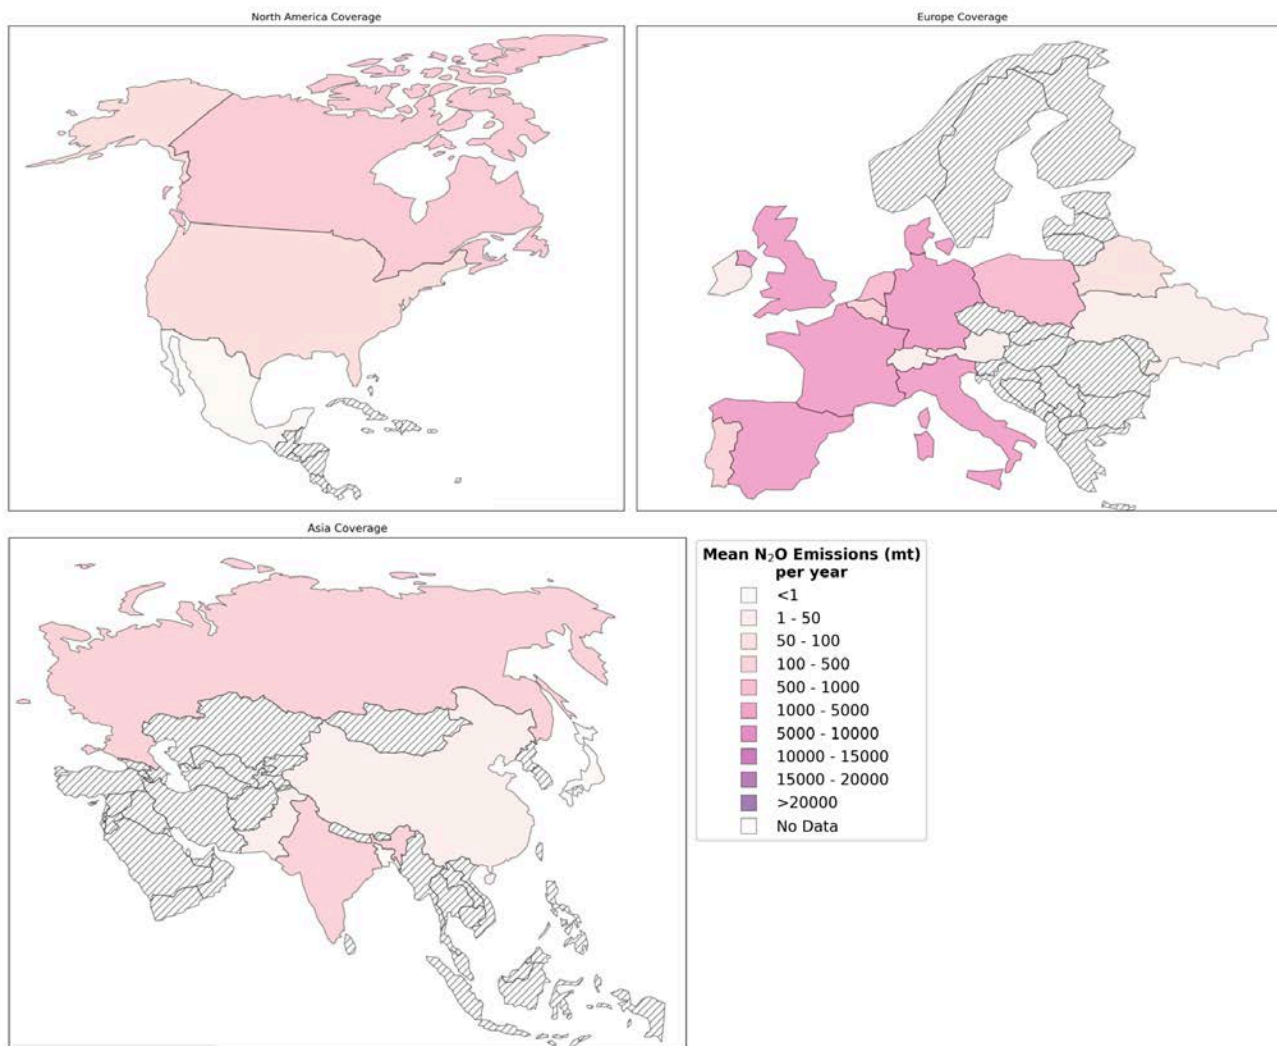 North America Coverage
Europe Coverage
Asia Coverage
Mean N₂O Emissions (mt)
per year
<1
1 - 50
50 - 100
100 - 500
500 - 1000
1000 - 5000
5000 - 10000
10000 - 15000
15000 - 20000
>20000
No Data